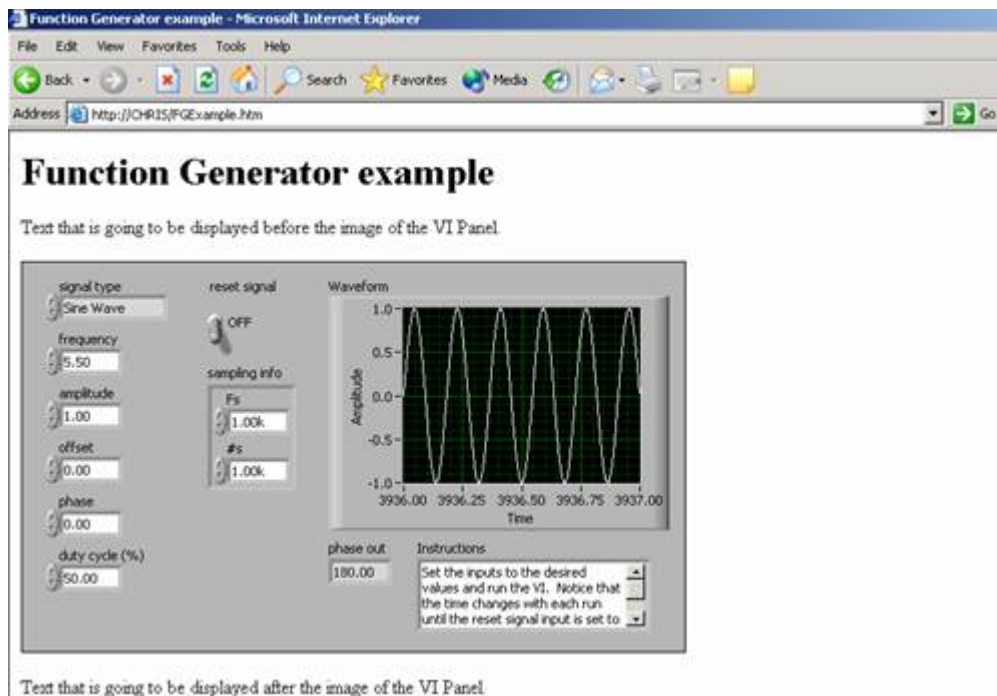 Function Generator example - Microsoft Internet Explorer
File Edit View Favorites Tools Help
Back Search Favorites Media
Address http://CHRIS/FGExample.htm Go
Function Generator example
Text that is going to be displayed before the image of the VI Panel
signal type
Sine Wave
frequency
5.50
amplitude
1.00
offset
0.00
phase
0.00
duty cycle (%)
50.00
reset signal
OFF
sampling info
Fs
1.00k
#s
1.00k
Waveform
Amplitude
1.0
0.5
0.0
-0.5
-1.0
3936.00 3936.25 3936.50 3936.75 3937.00
Time
phase out
180.00
Instructions
Set the inputs to the desired
values and run the VI. Notice that
the time changes with each run
until the reset signal input is set to
Text that is going to be displayed after the image of the VI Panel